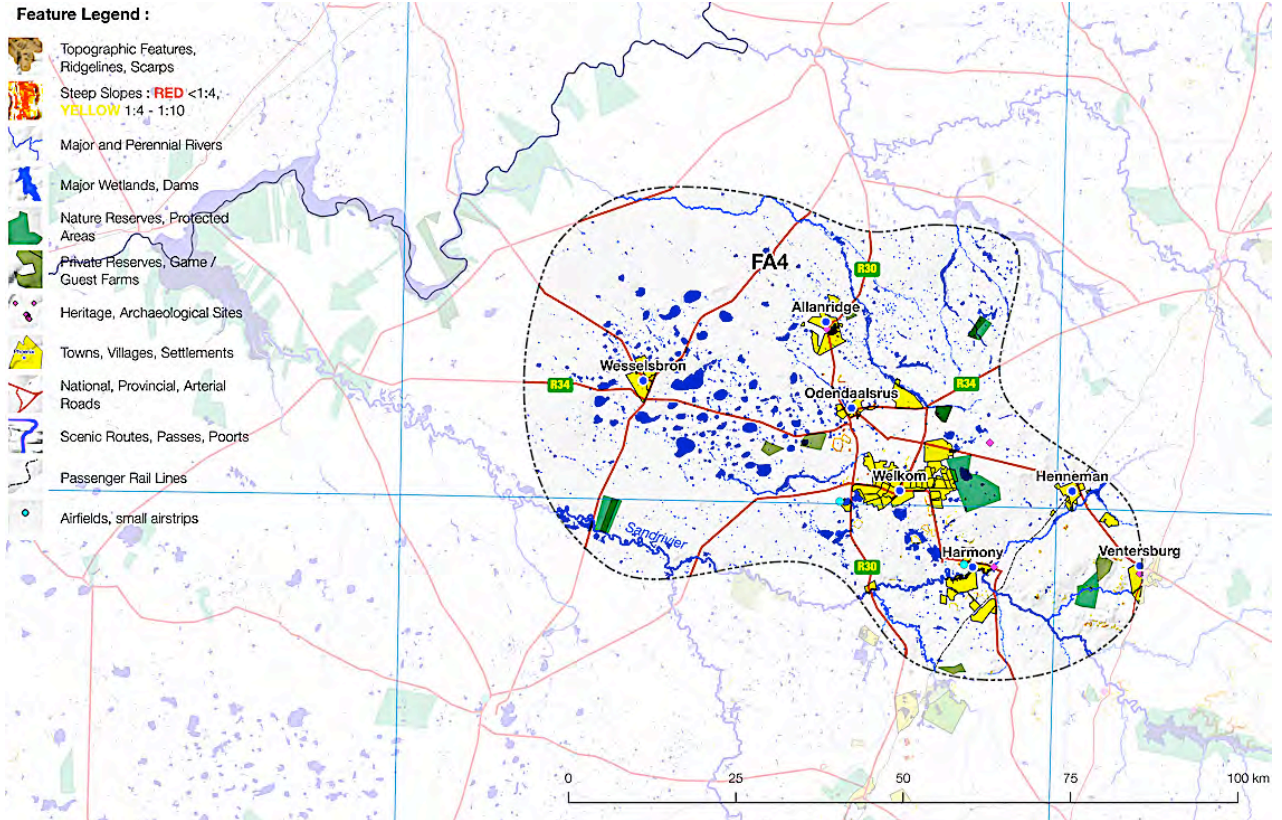 Feature Legend :
Topographic Features,
Ridgelines, Scarps
Steep Slopes : RED <1:4,
YELLOW 1:4 - 1:10
Major and Perennial Rivers
Major Wetlands, Dams
Nature Reserves, Protected
Areas
Private Reserves, Game /
Guest Farms
Heritage, Archaeological Sites
Towns, Villages, Settlements
National, Provincial, Arterial
Roads
Scenic Routes, Passes, Poorts
Passenger Rail Lines
Airfields, small airstrips
FA4
R30
Allanridge
Wesselsbron
R34
R34
Odendaalsrus
Welkom
Henneman
Sandrivier
Harmony
Ventersburg
R30
0 25 50 75 100 km